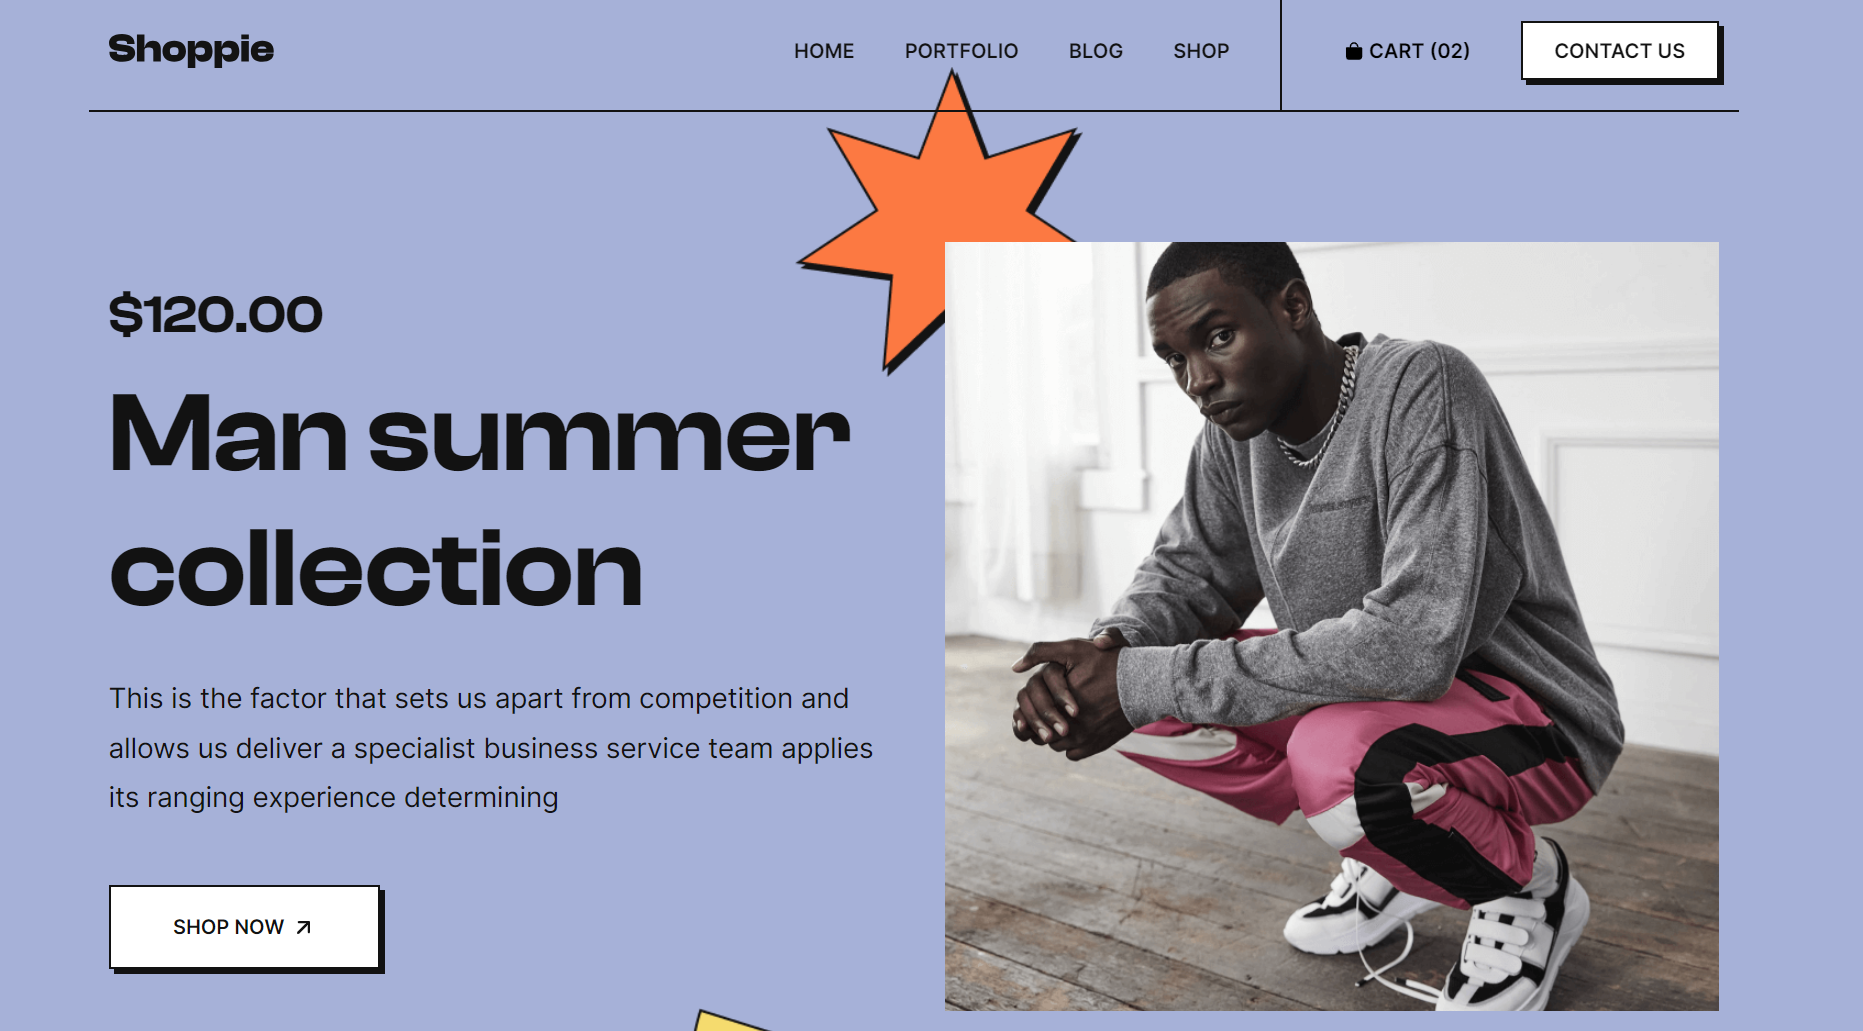 Shoppie
HOME PORTFOLIO BLOG SHOP CART (02) CONTACT US
$120.00
Man summer
collection
This is the factor that sets us apart from competition and
allows us deliver a specialist business service team applies
its ranging experience determining
SHOP NOW